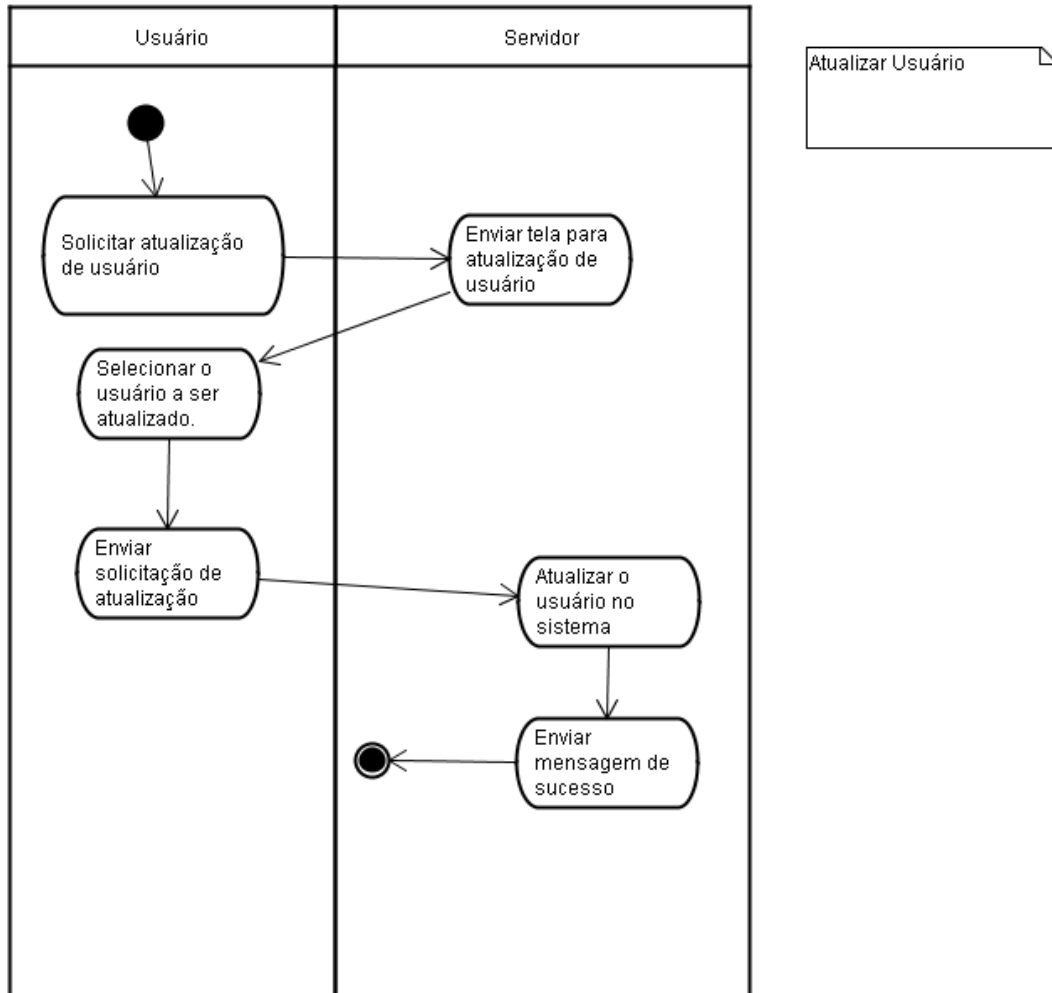 Usuário
Servidor
Atualizar Usuário
Solicitar atualização
de usuário
Enviar tela para
atualização de
usuário
Selecionar o
usuário a ser
atualizado.
Enviar
solicitação de
atualização
Atualizar o
usuário no
sistema
Enviar
mensagem de
sucesso